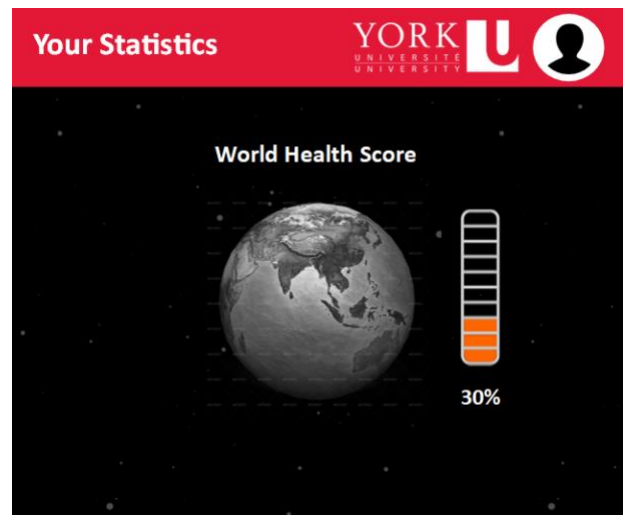 Your Statistics
YORK U
UNIVERSITÉ
UNIVERSITY
World Health Score
30%